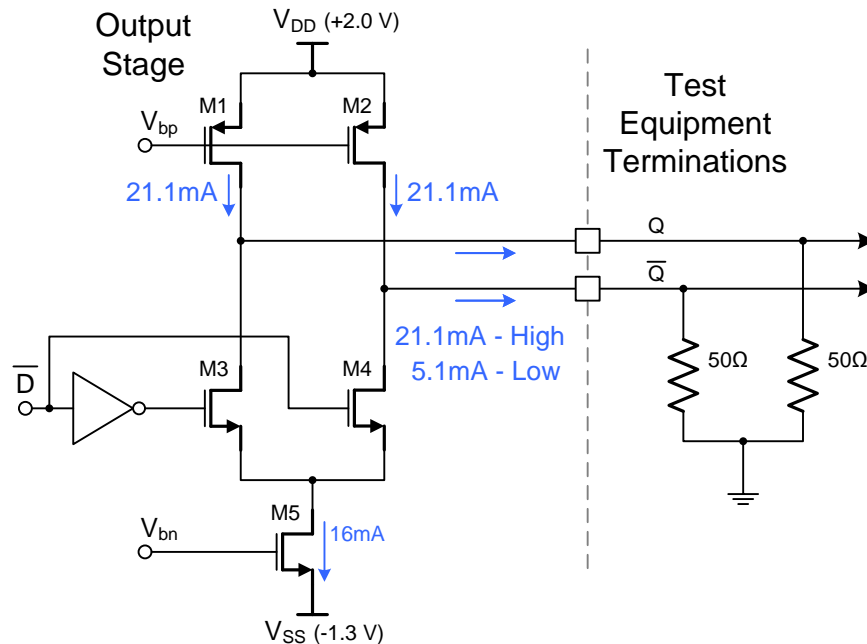 Output
Stage
V_DD (+2.0 V)
Test
Equipment
Terminations
M1
M2
V_bp
21.1mA
21.1mA
Q
Q̅
21.1mA - High
5.1mA - Low
50Ω
50Ω
D̅
M3
M4
V_bn
M5
16mA
V_SS (-1.3 V)